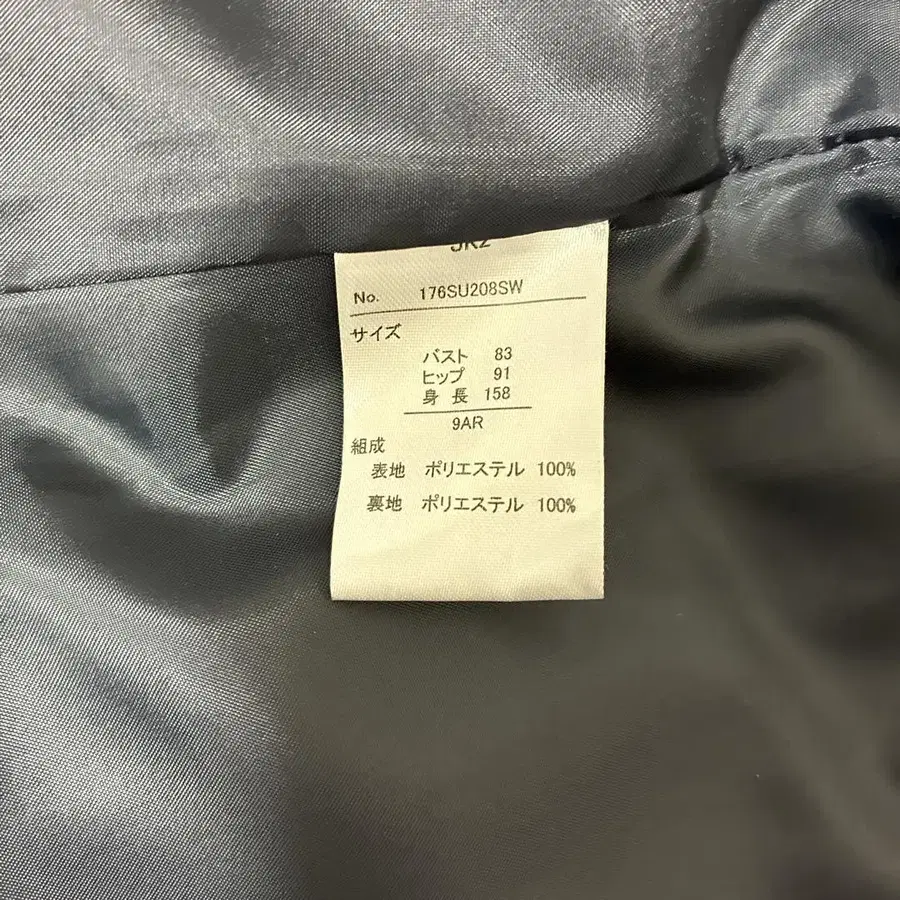 No. 176SU208SW
サイズ
バスト 83
ヒップ 91
身長 158
9AR
組成
表地 ポリエステル 100%
裏地 ポリエステル 100%